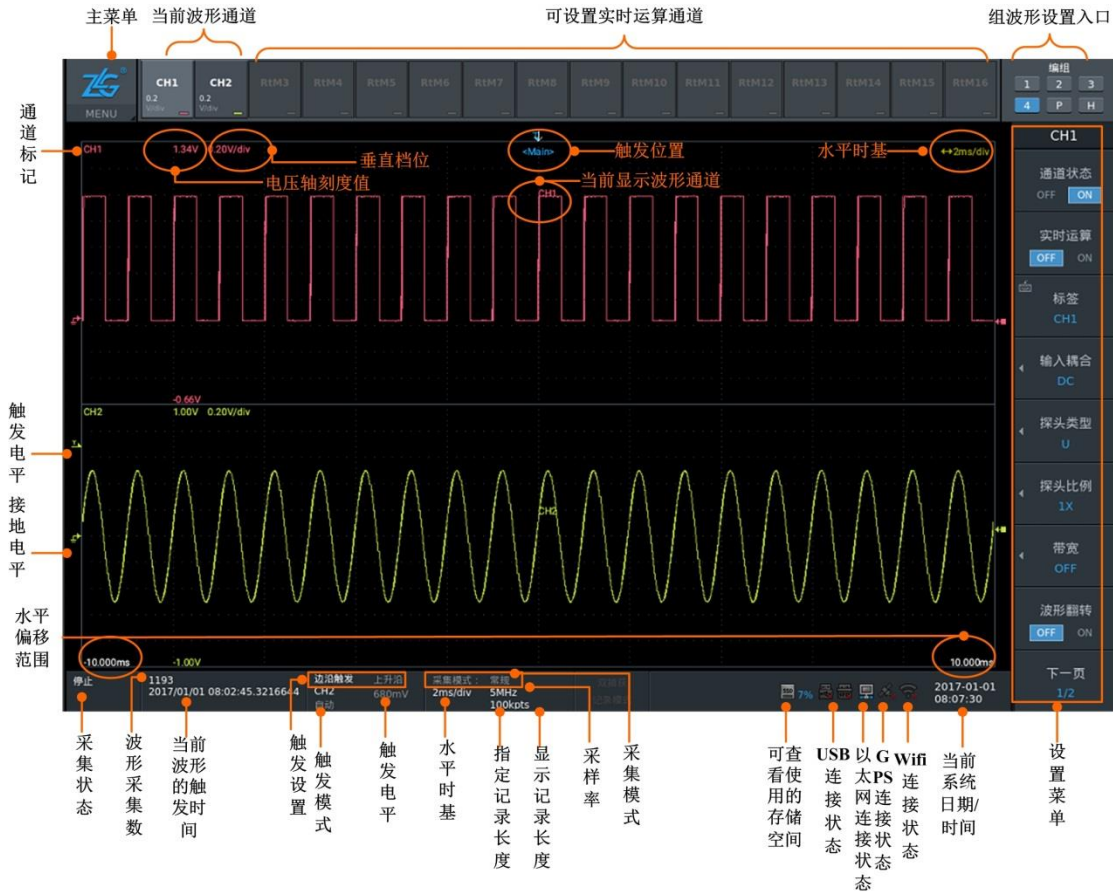 主菜单
当前波形通道
可设置实时运算通道
组波形设置入口
ZLG
MENU
CH1
0.2
V/div
CH2
0.2
V/div
RtM3
RtM4
RtM5
RtM6
RtM7
RtM8
RtM9
RtM10
RtM11
RtM12
RtM13
RtM14
RtM15
RtM16
编组
1 2 3
4 P H
通道标记
CH1 1.34V 0.20V/div
<Main>
↔2ms/div
垂直档位
触发位置
水平时基
电压轴刻度值
当前显示波形通道
CH1
-0.66V
CH2 1.00V 0.20V/div
触发电平
接地电平
CH2
水平偏移范围
-10.000ms
-1.00V
10.000ms
CH1
通道状态
OFF ON
实时运算
OFF ON
标签
CH1
输入耦合
DC
探头类型
U
探头比例
1X
带宽
OFF
波形翻转
OFF ON
下一页
1/2
停止
1193
2017/01/01 08:02:45.3216644
边沿触发 上升沿
CH2 680mV
自动
采集模式： 常规
2ms/div 5MHz
100kpts
7%
2017-01-01
08:07:30
采集状态
波形采集数
当前波形的触发时间
触发设置
触发模式
触发电平
水平时基
指定记录长度
显示记录长度
采样率
采集模式
可查看使用的存储空间
USB连接状态
以太网连接状态
GPS连接状态
Wifi连接状态
当前系统日期/时间
设置菜单